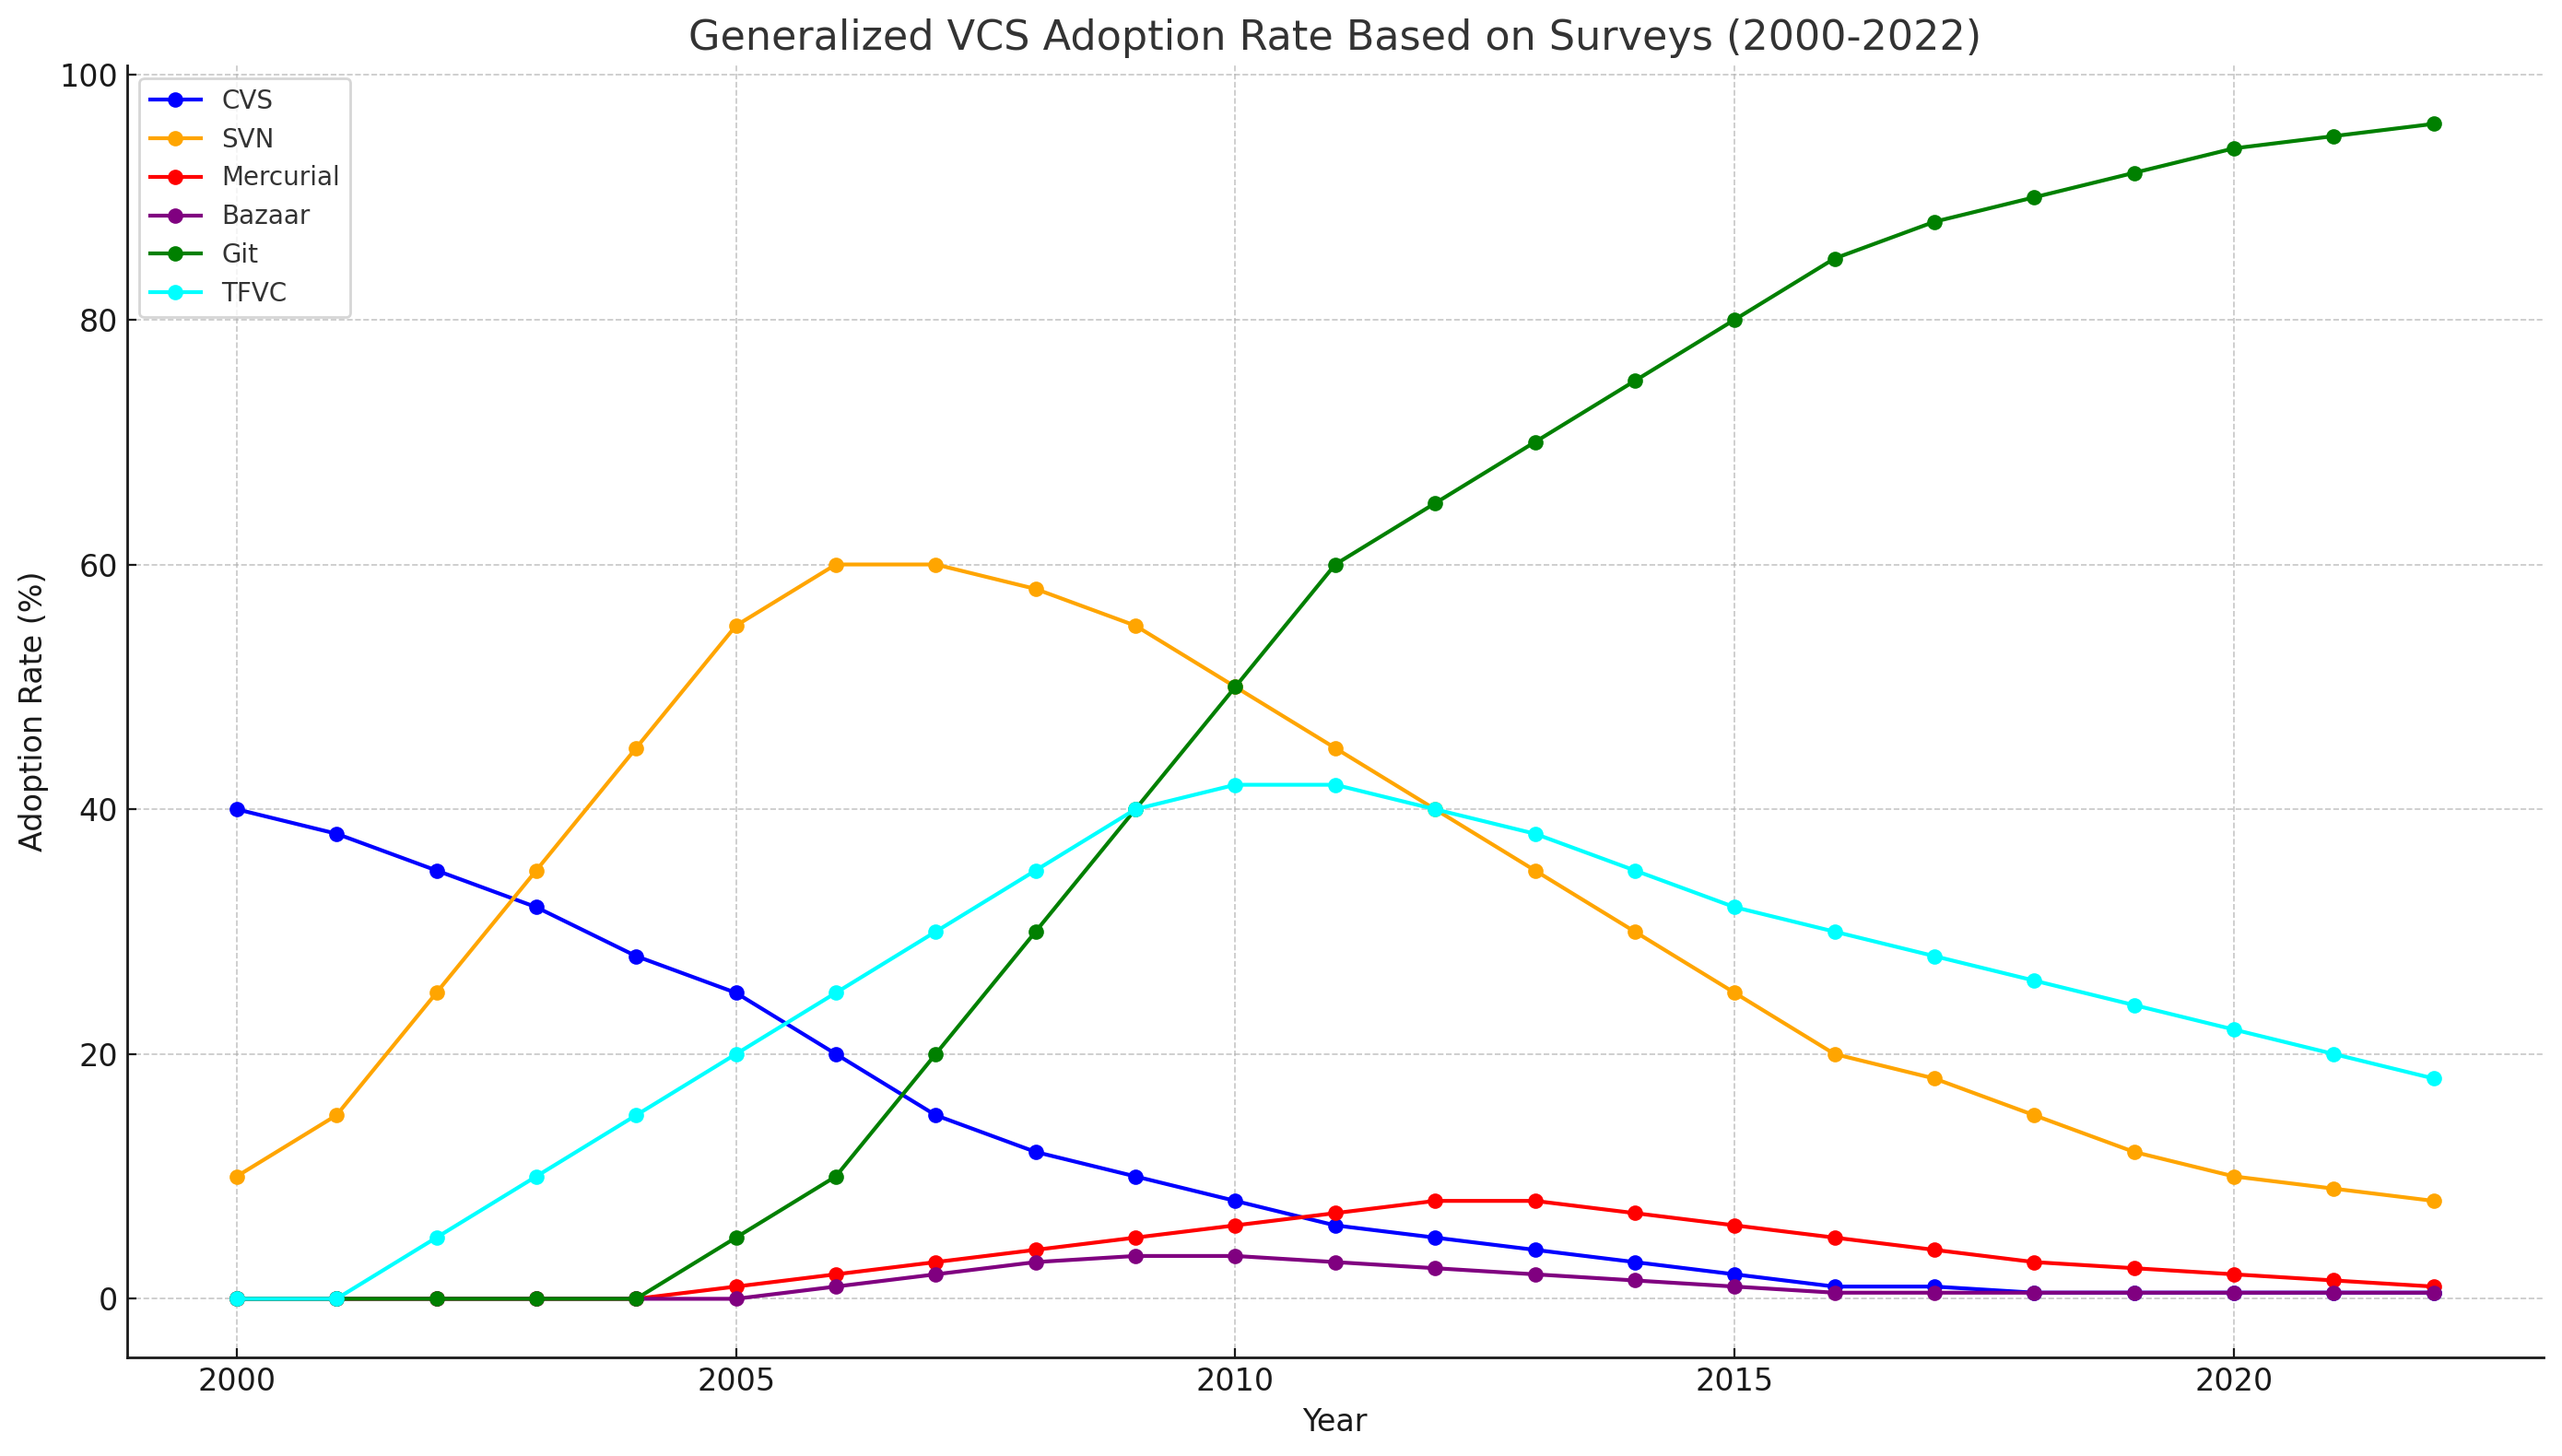 Generalized VCS Adoption Rate Based on Surveys (2000-2022)
100
80
60
40
20
0
Adoption Rate (%)
CVS
SVN
Mercurial
Bazaar
Git
TFVC
2000 2005 2010 2015 2020
Year